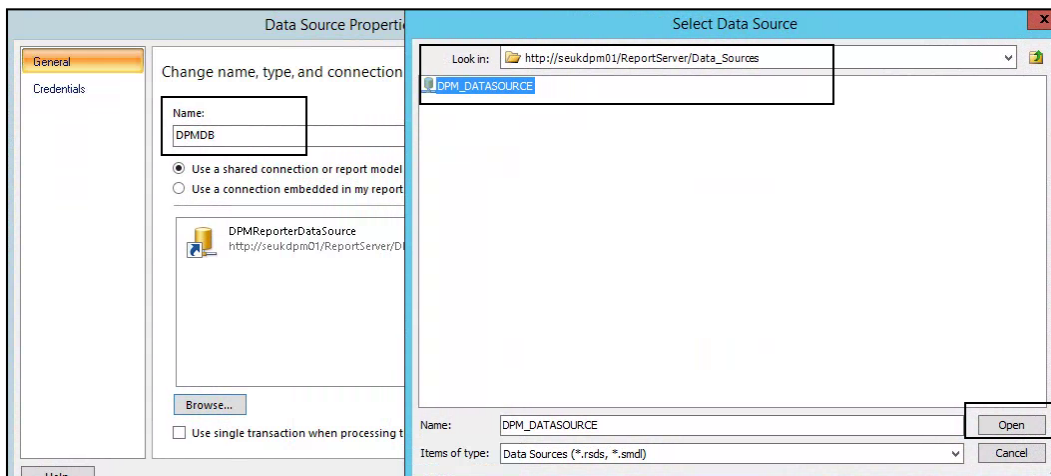 Data Source Properti
General
Credentials
Change name, type, and connection
Name:
DPMDB
Use a shared connection or report model
Use a connection embedded in my report
DPMReporterDataSource
http://seukdpm01/ReportServer/D
Browse...
Use single transaction when processing t
Help
Select Data Source
x
Look in:
http://seukdpm01/ReportServer/Data_Sources
DPM_DATASOURCE
Name:
DPM_DATASOURCE
Open
Items of type:
Data Sources (*.rsds, *.smdl)
Cancel